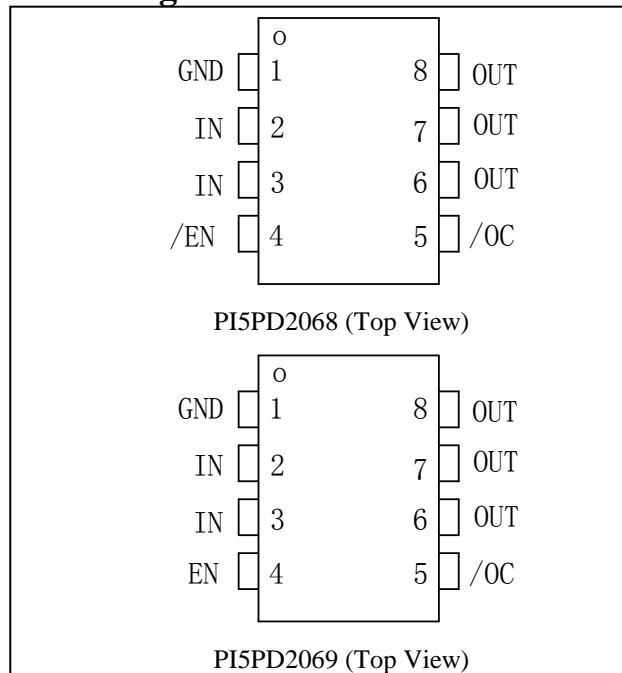 o
GND 1 8 OUT
IN 2 7 OUT
IN 3 6 OUT
/EN 4 5 /OC
PI5PD2068 (Top View)
o
GND 1 8 OUT
IN 2 7 OUT
IN 3 6 OUT
EN 4 5 /OC
PI5PD2069 (Top View)